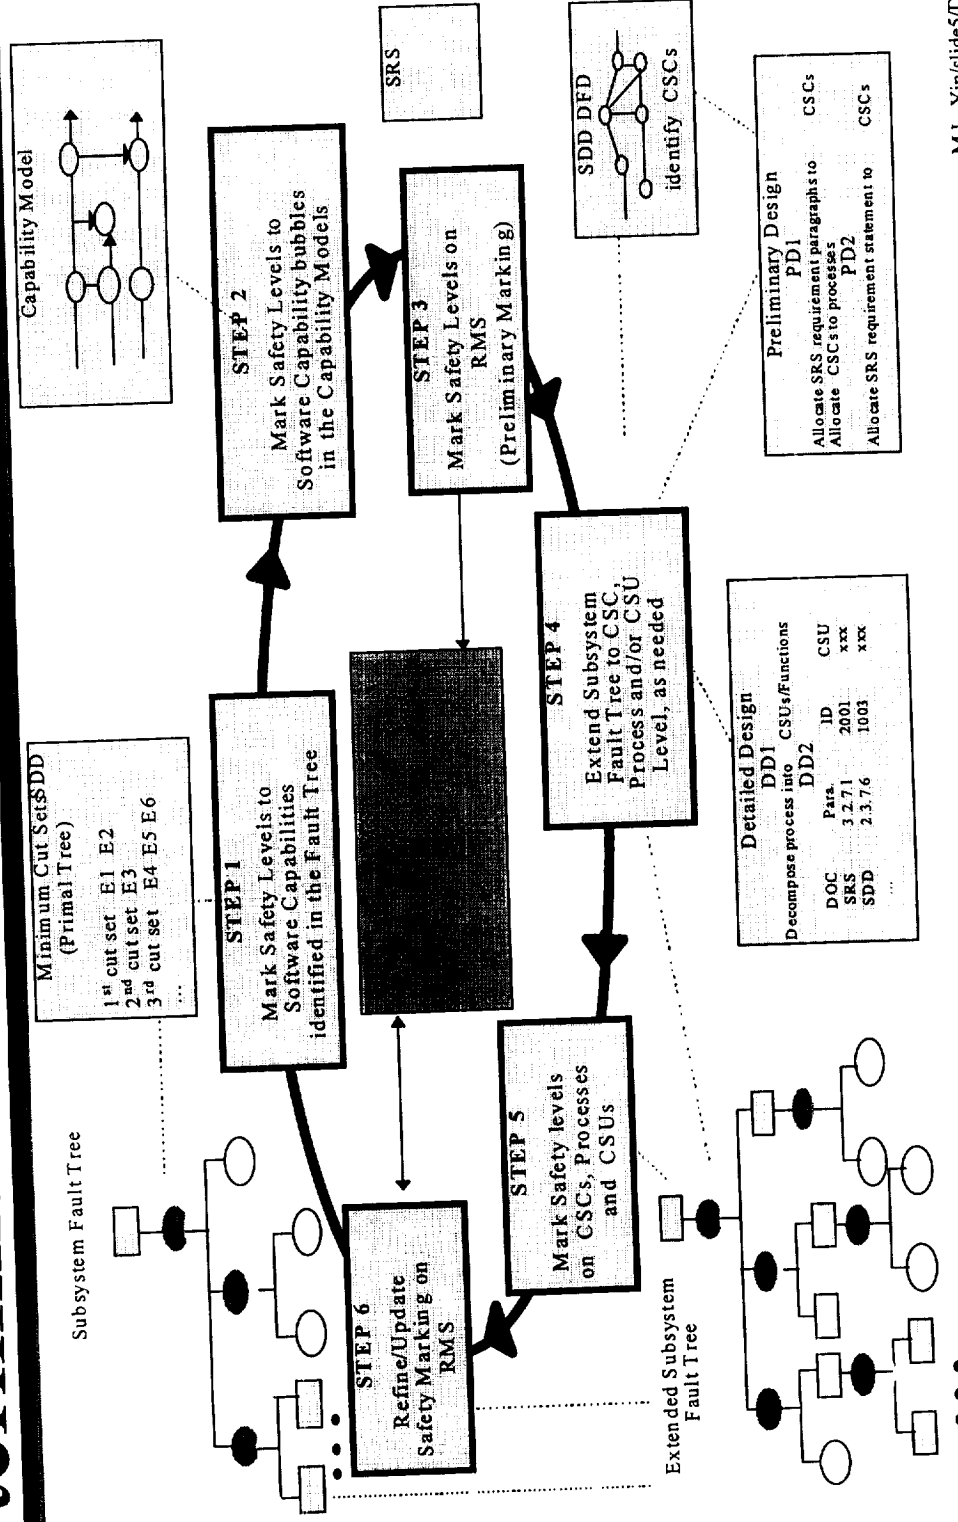 Subsystem Fault Tree
Minimum Cut Sets SDD
(Primal Tree)
1st cut set E1 E2
2nd cut set E3
3rd cut set E4 E5 E6
...
Capability Model
STEP 1
Mark Safety Levels to
Software Capabilities
identified in the Fault Tree
STEP 2
Mark Safety Levels to
Software Capability bubbles
in the Capability Models
SRS
STEP 6
Refine/Update
Safety Marking on
RMS
STEP 3
Mark Safety Levels on
RMS
(Preliminary Marking)
STEP 5
Mark Safety levels
on CSCs, Processes
and CSUs
STEP 4
Extend Subsystem
Fault Tree to CSC,
Process and/or CSU
Level, as needed
SDD DFD
identify CSCs
Extended Subsystem
Fault Tree
Detailed Design
DD1
Decompose process into CSUs/Functions
DD2
DOC Para. ID CSU
SRS 3.2.7.1 2001 xxx
SDD 2.3.7.6 1003 xxx
...
Preliminary Design
PD1
Allocate SRS requirement paragraphs to CSCs
Allocate CSCs to processes
PD2
Allocate SRS requirement statement to CSCs